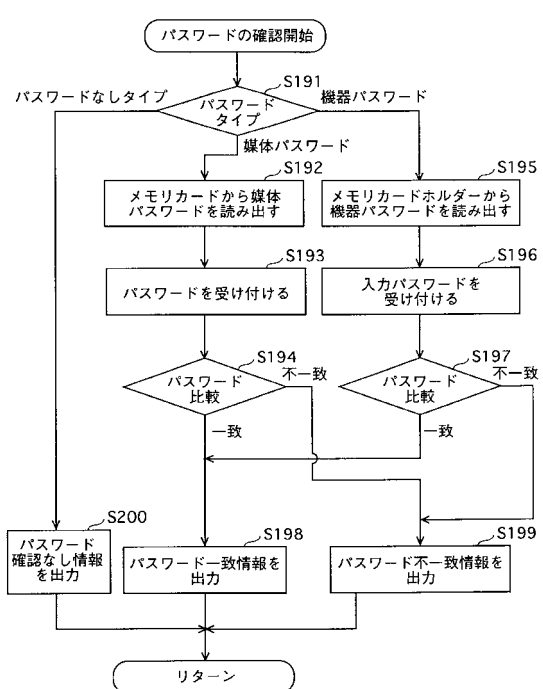 パスワードの確認開始
S191
パスワードなしタイプ
パスワード
タイプ
機器パスワード
媒体パスワード
S192
メモリカードから媒体
パスワードを読み出す
S195
メモリカードホルダーから
機器パスワードを読み出す
S193
パスワードを受け付ける
S196
入力パスワードを
受け付ける
S194
パスワード
比較
不一致
一致
S197
パスワード
比較
不一致
一致
S200
パスワード
確認なし情報
を出力
S198
パスワード一致情報を
出力
S199
パスワード不一致情報を
出力
リターン